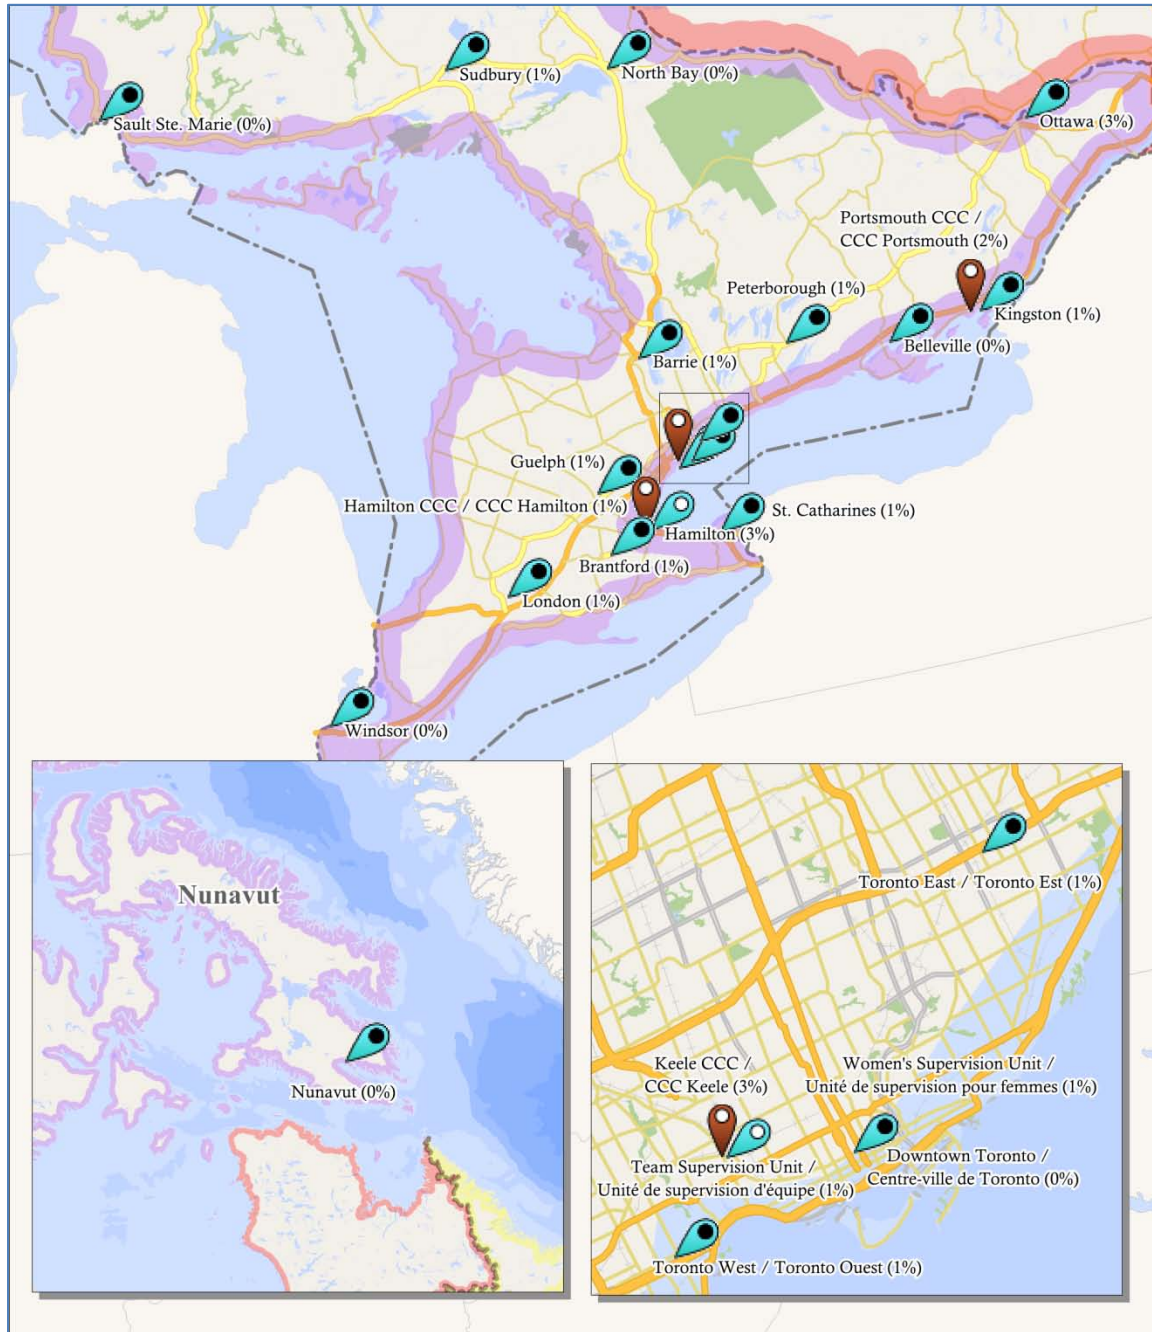 Sudbury (1%)
North Bay (0%)
Sault Ste. Marie (0%)
Ottawa (3%)
Portsmouth CCC /
CCC Portsmouth (2%)
Peterborough (1%)
Kingston (1%)
Belleville (0%)
Barrie (1%)
Guelph (1%)
Hamilton CCC / CCC Hamilton (1%)
St. Catharines (1%)
Hamilton (3%)
Brantford (1%)
London (1%)
Windsor (0%)
Nunavut
Nunavut (0%)
Toronto East / Toronto Est (1%)
Keele CCC /
CCC Keele (3%)
Women's Supervision Unit /
Unité de supervision pour femmes (1%)
Team Supervision Unit /
Unité de supervision d'équipe (1%)
Downtown Toronto /
Centre-ville de Toronto (0%)
Toronto West / Toronto Ouest (1%)